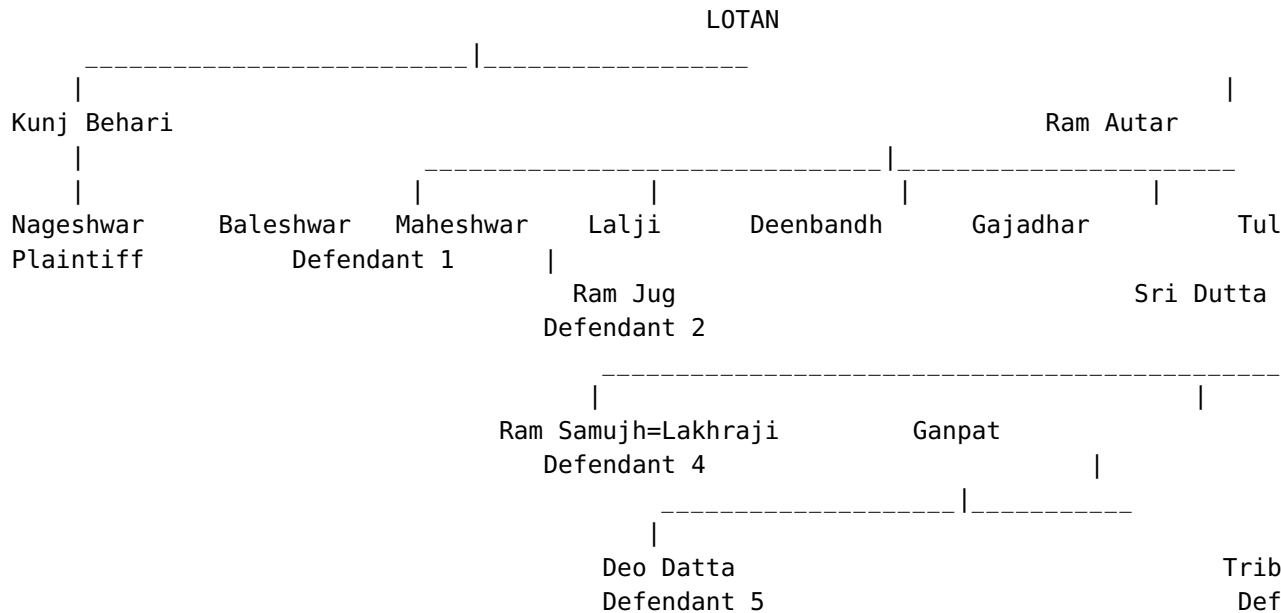 LOTAN
Kunj Behari Ram Autar
Nageshwar Baleshwar Maheshwar Lalji Deenbandh Gajadhar Tul
Plaintiff Defendant 1
Ram Jug Sri Dutta
Defendant 2
Ram Samujh=Lakhraji Ganpat
Defendant 4
Deo Datta Trib
Defendant 5 Def